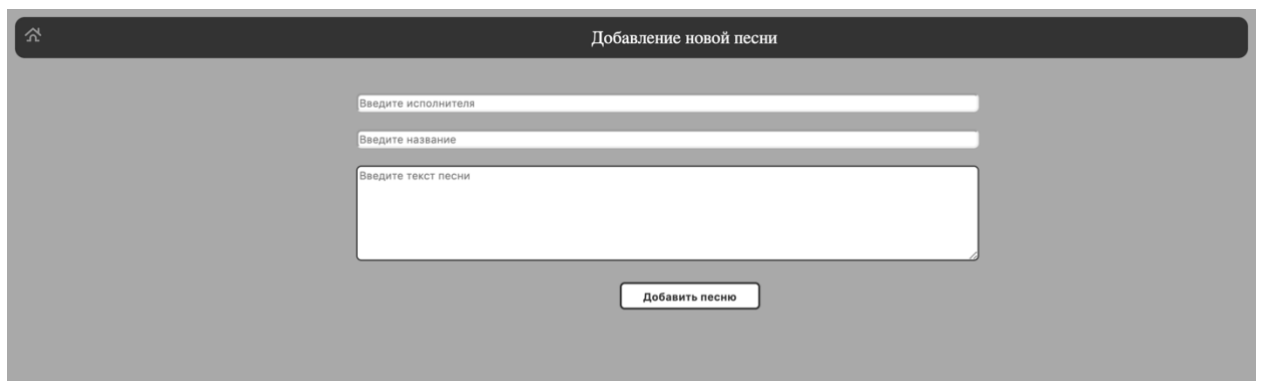 Добавление новой песни
Введите исполнителя
Введите название
Введите текст песни
Добавить песню